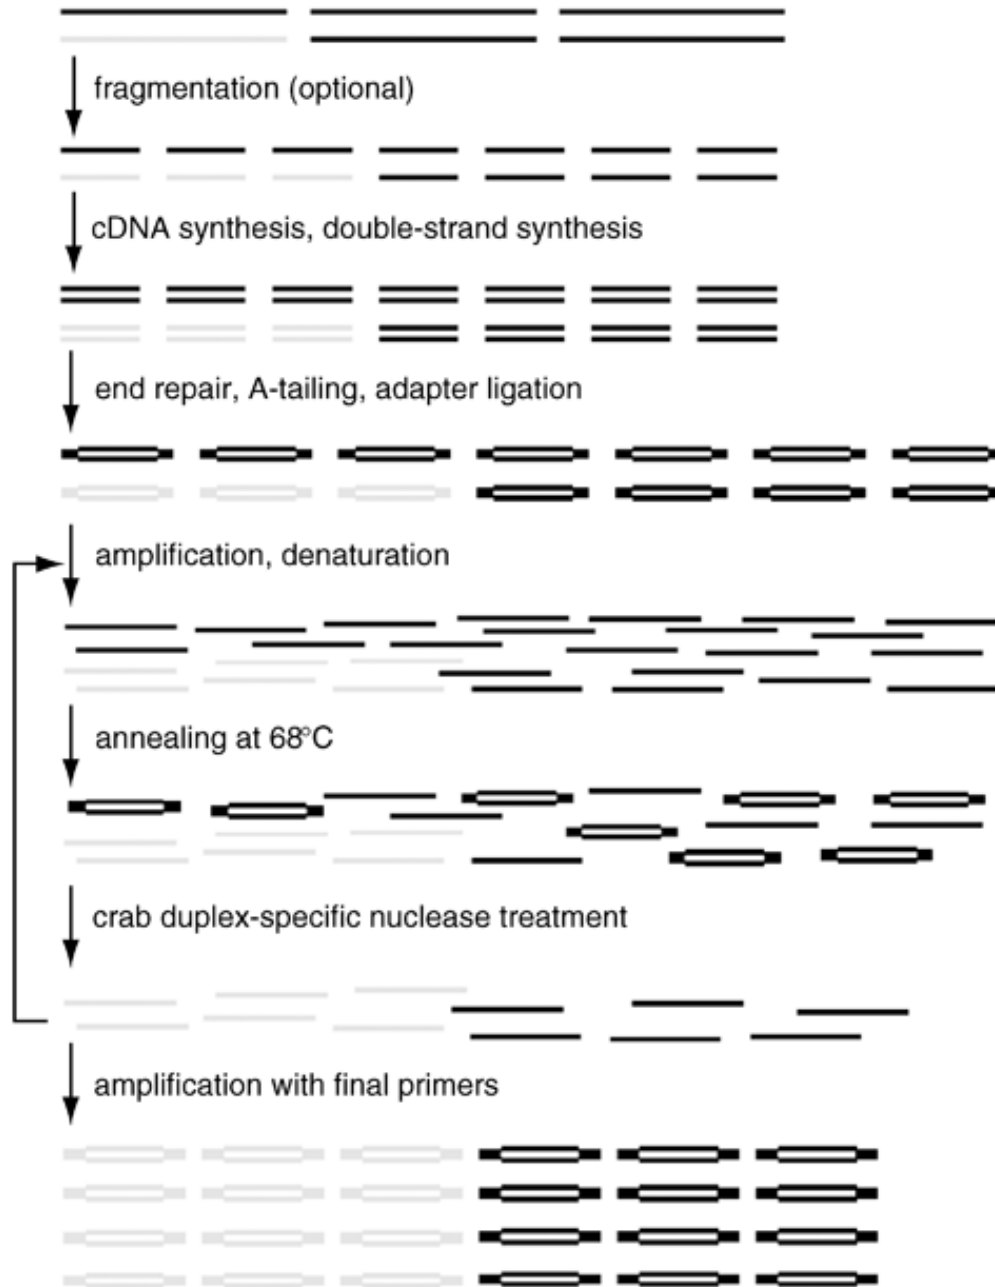 fragmentation (optional)
cDNA synthesis, double-strand synthesis
end repair, A-tailing, adapter ligation
amplification, denaturation
annealing at 68°C
crab duplex-specific nuclease treatment
amplification with final primers